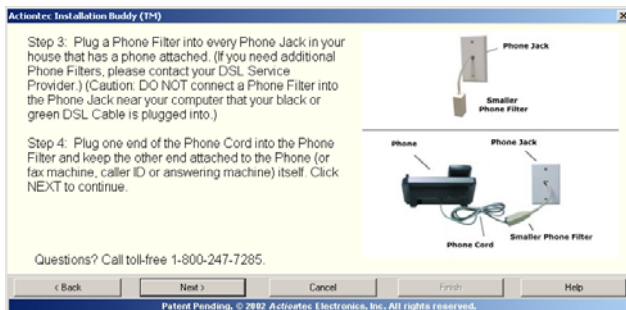 Actiontec Installation Buddy (TM)
Step 3: Plug a Phone Filter into every Phone Jack in your
house that has a phone attached. (If you need additional
Phone Filters, please contact your DSL Service
Provider.) (Caution: DO NOT connect a Phone Filter into
the Phone Jack near your computer that your black or
green DSL Cable is plugged into.)
Step 4: Plug one end of the Phone Cord into the Phone
Filter and keep the other end attached to the Phone (or
fax machine, caller ID or answering machine) itself. Click
NEXT to continue.
Questions? Call toll-free 1-800-247-7285.
Phone Jack
Smaller
Phone Filter
Phone
Phone Jack
Smaller Phone Filter
Phone Cord
< Back
Next >
Cancel
Finish
Help
Patent Pending, © 2002 Actiontec Electronics, Inc. All rights reserved.